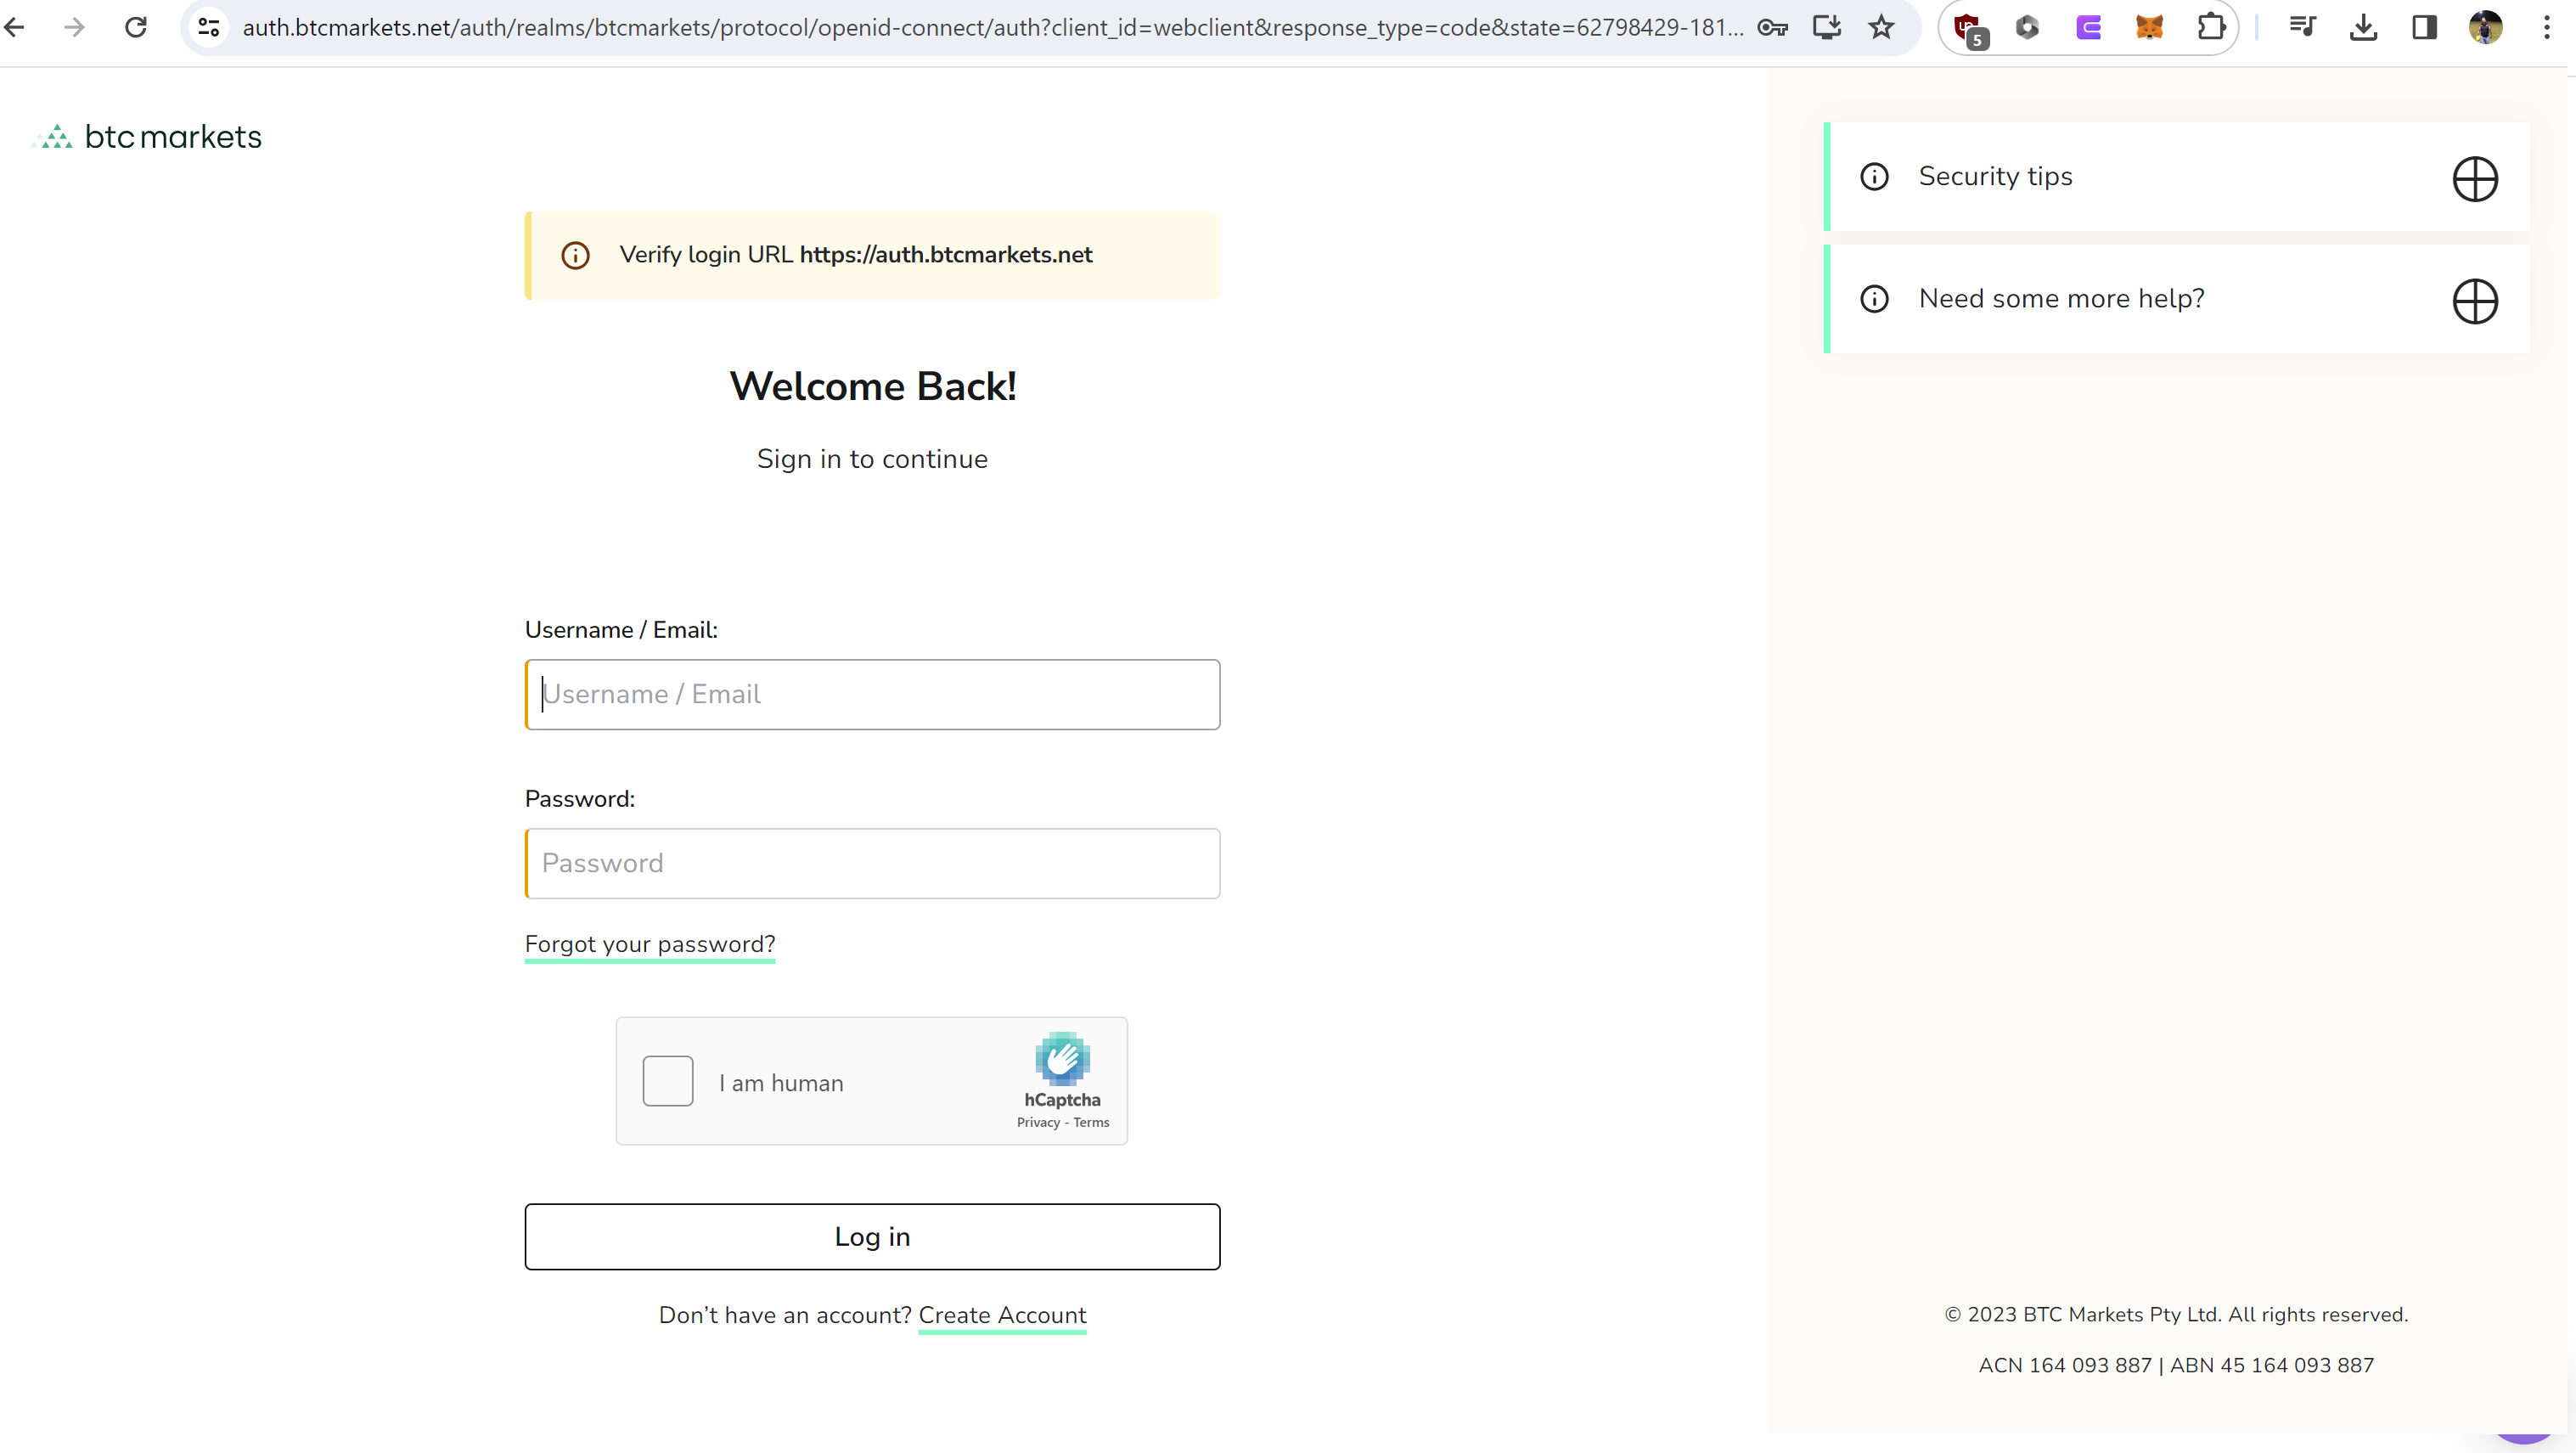 auth.btcmarkets.net/auth/realms/btcmarkets/protocol/openid-connect/auth?client_id=webclient&response_type=code&state=62798429-181...
5
btc markets
Verify login URL https://auth.btcmarkets.net
Welcome Back!
Sign in to continue
Username / Email:
Username / Email
Password:
Password
Forgot your password?
I am human
hCaptcha
Privacy - Terms
Log in
Don’t have an account? Create Account
Security tips
Need some more help?
© 2023 BTC Markets Pty Ltd. All rights reserved.
ACN 164 093 887 | ABN 45 164 093 887